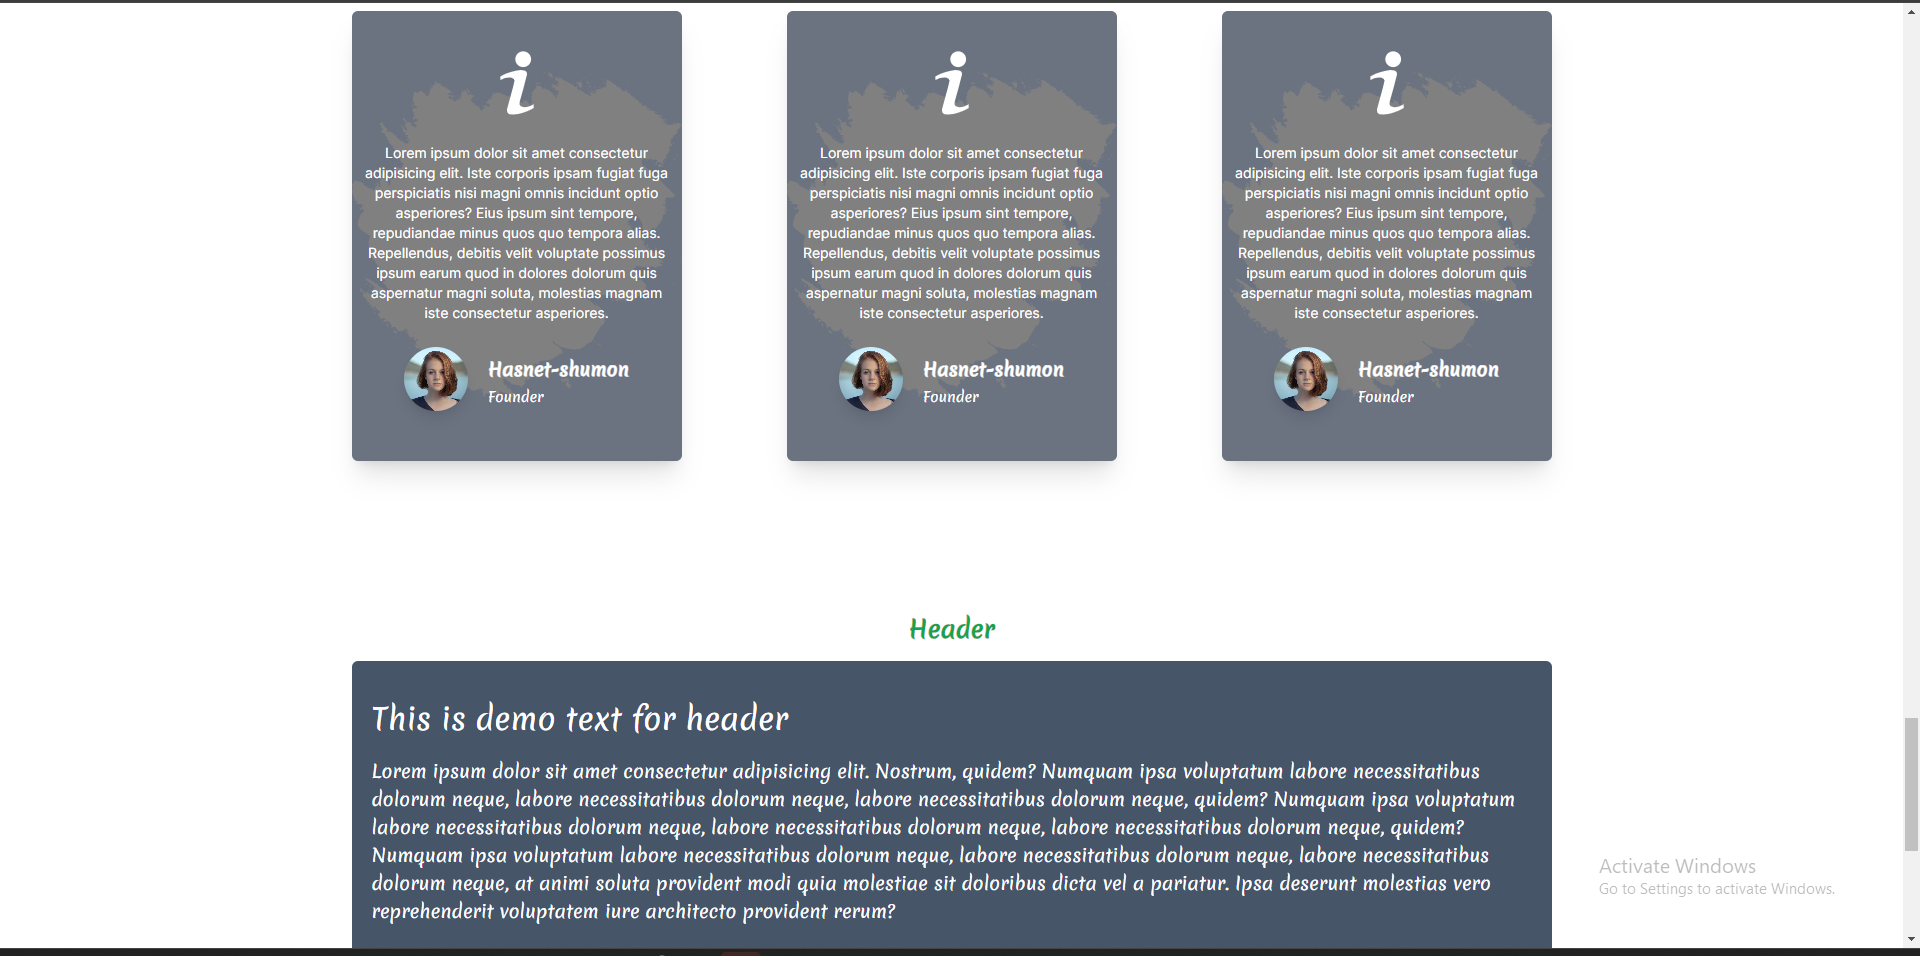 i
Lorem ipsum dolor sit amet consectetur
adipisicing elit. Iste corporis ipsam fugiat fuga
perspiciatis nisi magni omnis incidunt optio
asperiores? Eius ipsum sint tempore,
repudiandae minus quos quo tempora alias.
Repellendus, debitis velit voluptate possimus
ipsum earum quod in dolores dolorum quis
aspernatur magni soluta, molestias magnam
iste consectetur asperiores.
Hasnet-shumon
Founder
i
Lorem ipsum dolor sit amet consectetur
adipisicing elit. Iste corporis ipsam fugiat fuga
perspiciatis nisi magni omnis incidunt optio
asperiores? Eius ipsum sint tempore,
repudiandae minus quos quo tempora alias.
Repellendus, debitis velit voluptate possimus
ipsum earum quod in dolores dolorum quis
aspernatur magni soluta, molestias magnam
iste consectetur asperiores.
Hasnet-shumon
Founder
i
Lorem ipsum dolor sit amet consectetur
adipisicing elit. Iste corporis ipsam fugiat fuga
perspiciatis nisi magni omnis incidunt optio
asperiores? Eius ipsum sint tempore,
repudiandae minus quos quo tempora alias.
Repellendus, debitis velit voluptate possimus
ipsum earum quod in dolores dolorum quis
aspernatur magni soluta, molestias magnam
iste consectetur asperiores.
Hasnet-shumon
Founder
Header
This is demo text for header
Lorem ipsum dolor sit amet consectetur adipisicing elit. Nostrum, quidem? Numquam ipsa voluptatum labore necessitatibus
dolorum neque, labore necessitatibus dolorum neque, labore necessitatibus dolorum neque, quidem? Numquam ipsa voluptatum
labore necessitatibus dolorum neque, labore necessitatibus dolorum neque, labore necessitatibus dolorum neque, quidem?
Numquam ipsa voluptatum labore necessitatibus dolorum neque, labore necessitatibus dolorum neque, labore necessitatibus
dolorum neque, at animi soluta provident modi quia molestiae sit doloribus dicta vel a pariatur. Ipsa deserunt molestias vero
reprehenderit voluptatem iure architecto provident rerum?
Activate Windows
Go to Settings to activate Windows.